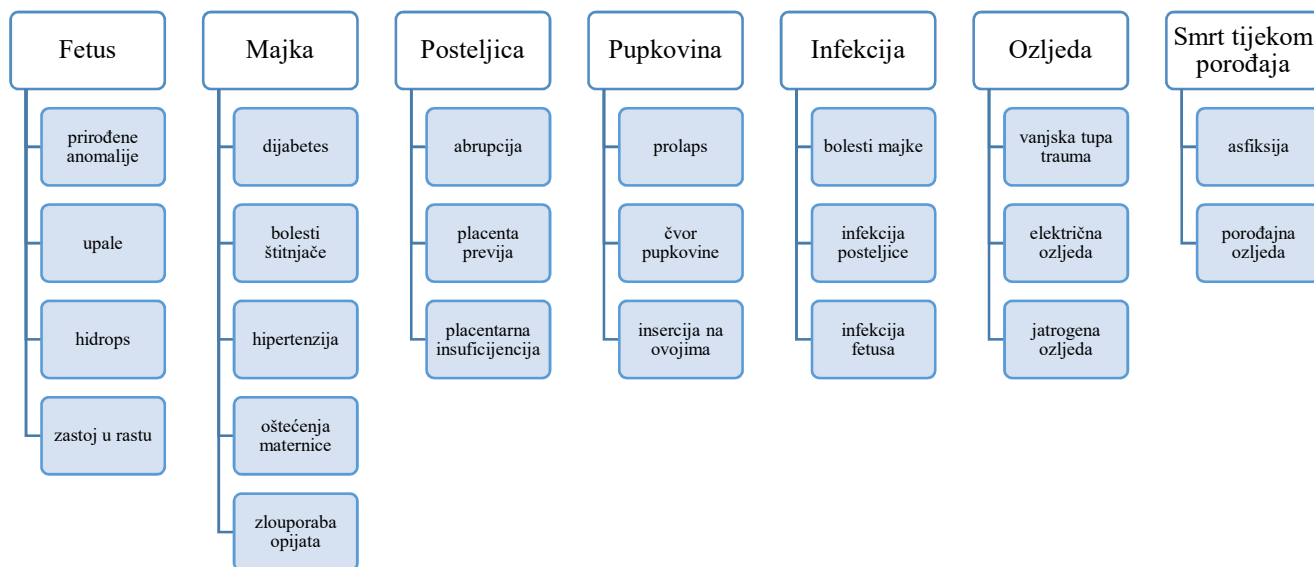 Fetus
prirođene
anomalije
upale
hidrops
zastoj u rastu
Majka
dijabetes
bolesti
štitnjače
hipertenzija
oštećenja
maternice
zlouporaba
opijata
Posteljica
abrupcija
placenta
previja
placentarna
insuficijencija
Pupkovina
prolaps
čvor
pupkovine
insercija na
ovojima
Infekcija
bolesti majke
infekcija
posteljice
infekcija
fetusa
Ozljeda
vanjska tupa
trauma
električna
ozljeda
jatrogena
ozljeda
Smrt tijekom
porođaja
asfiksija
porođajna
ozljeda